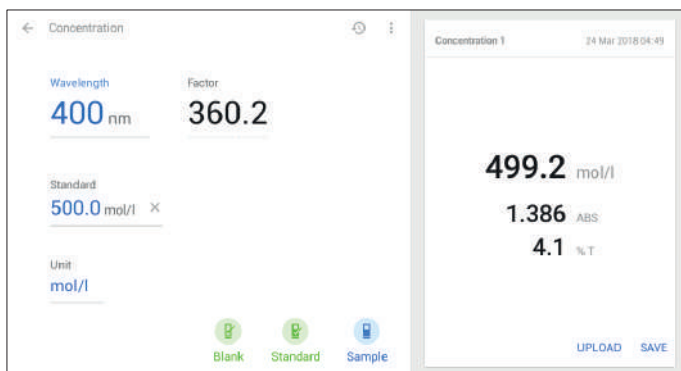 Concentration
Wavelength
400 nm
Factor
360.2
Standard
500.0 mol/l ×
Unit
mol/l
Blank Standard Sample
Concentration 1 24 Mar 2018 04:49
499.2 mol/l
1.386 ABS
4.1 %T
UPLOAD SAVE